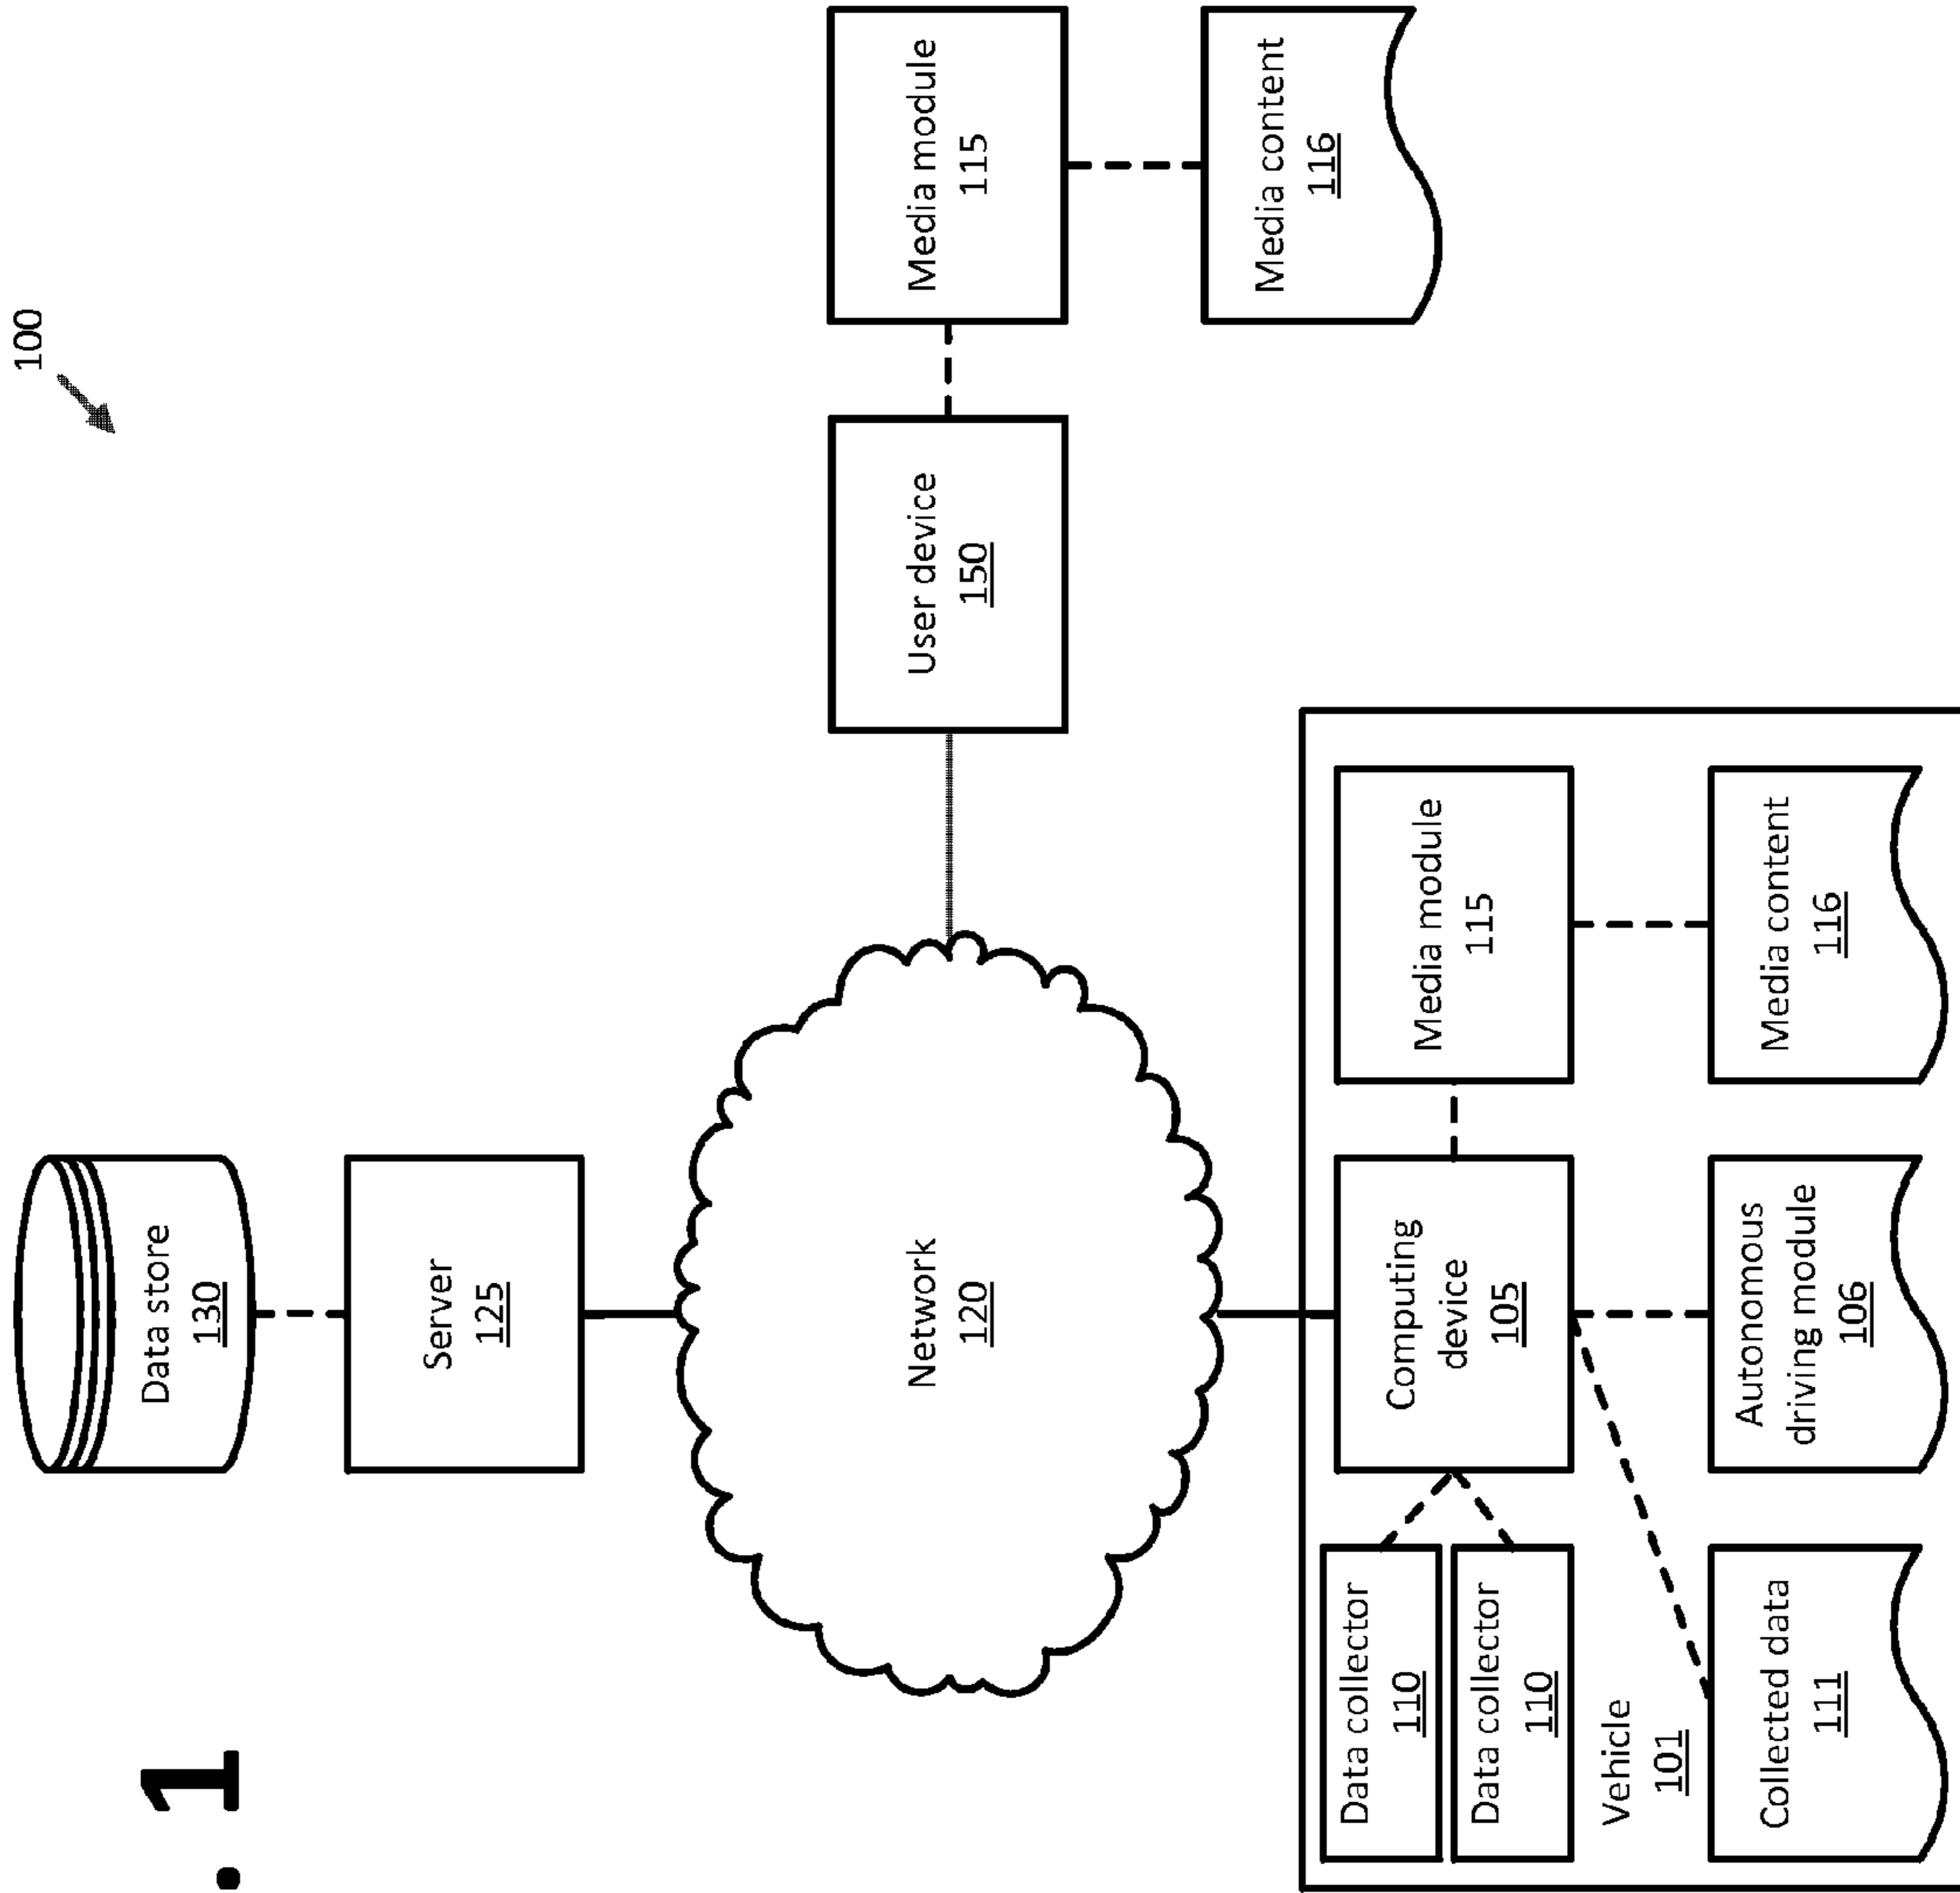 . 1
100
Data store
130
Server
125
Network
120
User device
150
Media module
115
Media content
116
Data collector
110
Data collector
110
Computing
device
105
Media module
115
Vehicle
101
Collected data
111
Autonomous
driving module
106
Media content
116